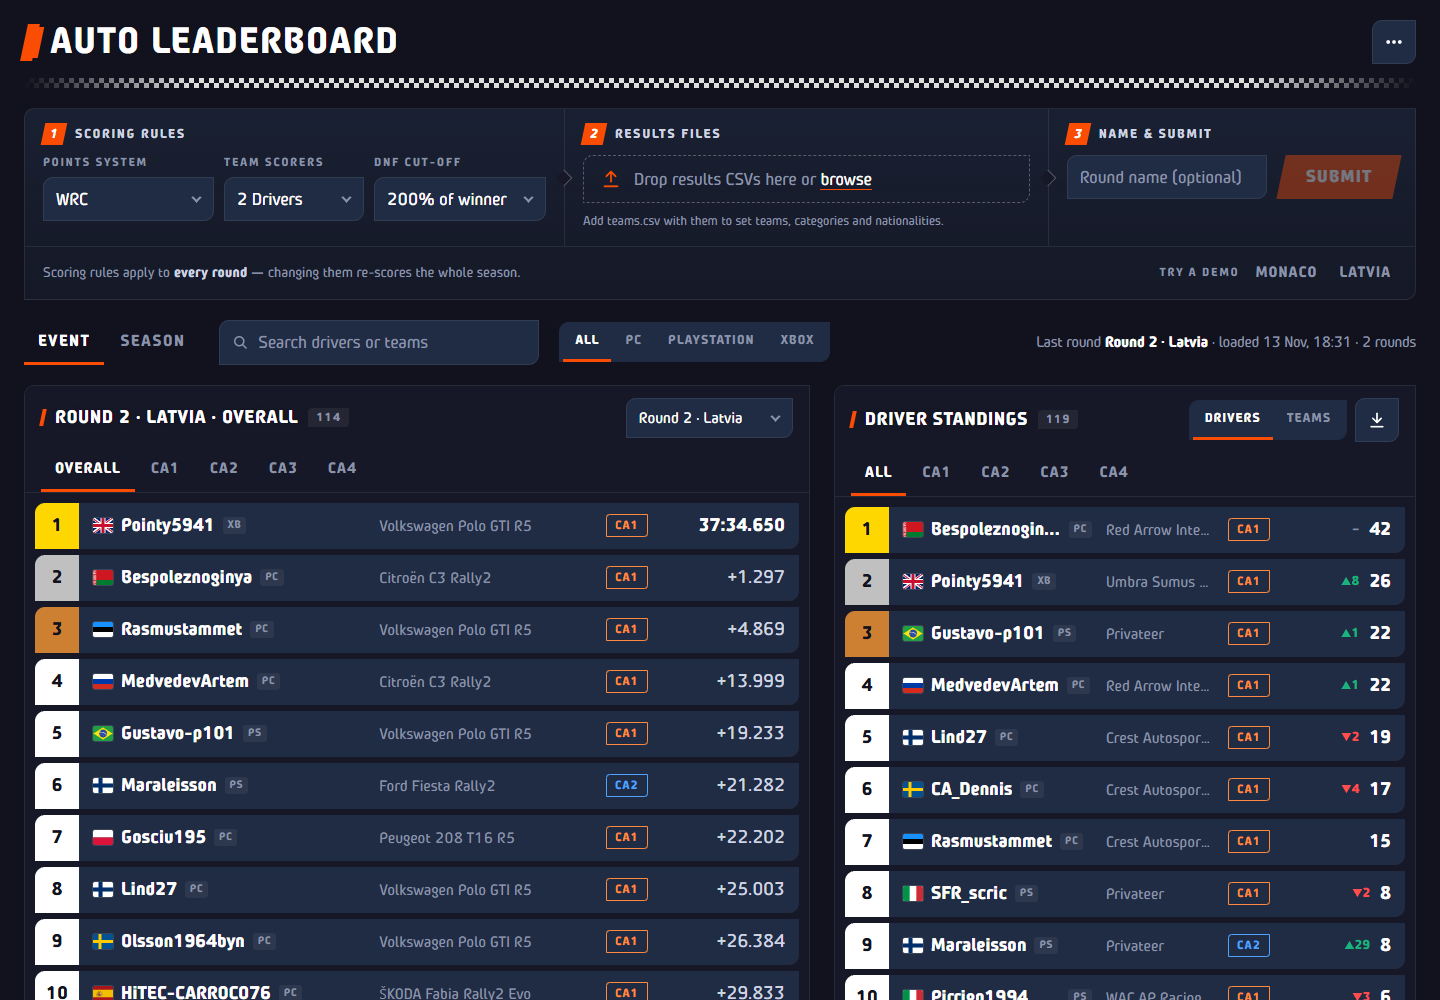 AUTO LEADERBOARD
1 SCORING RULES
POINTS SYSTEM TEAM SCORERS DNF CUT-OFF
WRC 2 Drivers 200% of winner
2 RESULTS FILES
Drop results CSVs here or browse
Add teams.csv with them to set teams, categories and nationalities.
3 NAME & SUBMIT
Round name (optional) SUBMIT
Scoring rules apply to every round — changing them re-scores the whole season.
TRY A DEMO MONACO LATVIA
EVENT SEASON Search drivers or teams ALL PC PLAYSTATION XBOX
Last round Round 2 · Latvia · loaded 13 Nov, 18:31 · 2 rounds
ROUND 2 · LATVIA · OVERALL 114 Round 2 · Latvia
OVERALL CA1 CA2 CA3 CA4
1 Pointy5941 XB Volkswagen Polo GTI R5 CA1 37:34.650
2 Bespoleznoginya PC Citroën C3 Rally2 CA1 +1.297
3 Rasmustammet PC Volkswagen Polo GTI R5 CA1 +4.869
4 MedvedevArtem PC Citroën C3 Rally2 CA1 +13.999
5 Gustavo-p101 PS Volkswagen Polo GTI R5 CA1 +19.233
6 Maraleisson PS Ford Fiesta Rally2 CA2 +21.282
7 Gosciu195 PC Peugeot 208 T16 R5 CA1 +22.202
8 Lind27 PC Volkswagen Polo GTI R5 CA1 +25.003
9 Olsson1964byn PC Volkswagen Polo GTI R5 CA1 +26.384
10 HiTEC-CARROCO76 PC ŠKODA Fabia Rally2 Evo CA1 +29.833
DRIVER STANDINGS 119 DRIVERS TEAMS
ALL CA1 CA2 CA3 CA4
1 Bespoleznogin... PC Red Arrow Inte... CA1 – 42
2 Pointy5941 XB Umbra Sumus ... CA1 ▲8 26
3 Gustavo-p101 PS Privateer CA1 ▲1 22
4 MedvedevArtem PC Red Arrow Inte... CA1 ▲1 22
5 Lind27 PC Crest Autospor... CA1 ▼2 19
6 CA_Dennis PC Crest Autospor... CA1 ▼4 17
7 Rasmustammet PC Crest Autospor... CA1 15
8 SFR_scric PS Privateer CA1 ▼2 8
9 Maraleisson PS Privateer CA2 ▲29 8
10 Pirrion1994 PS WAC AP Racing CA1 ▼3 6